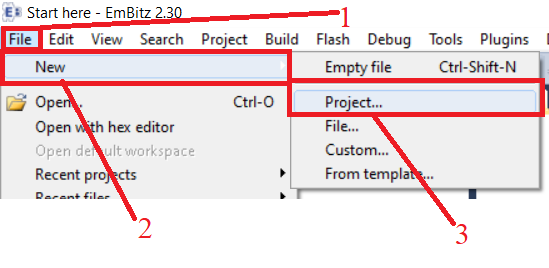 Start here - EmBitz 2.30
1
File Edit View Search Project Build Flash Debug Tools Plugins
New
Empty file Ctrl-Shift-N
Open... Ctrl-O
Project...
Open with hex editor
File...
Open default workspace
Custom...
Recent projects
From template...
Recent files
2
3